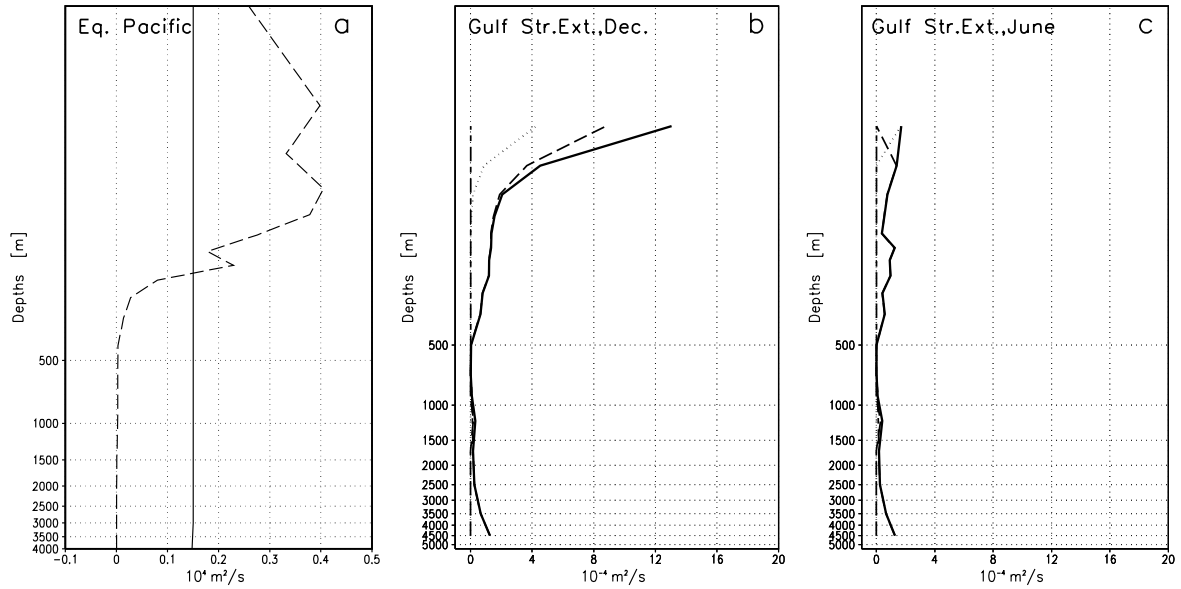 Eq. Pacific a
Depths [m]
500
1000
1500
2000
2500
3000
3500
4000
-0.1 0 0.1 0.2 0.3 0.4 0.5
10⁴ m²/s
Gulf Str.Ext.,Dec. b
Depths [m]
500
1000
1500
2000
2500
3000
3500
4000
4500
5000
0 4 8 12 16 20
10⁻⁴ m²/s
Gulf Str.Ext.,June c
Depths [m]
500
1000
1500
2000
2500
3000
3500
4000
4500
5000
0 4 8 12 16 20
10⁻⁴ m²/s